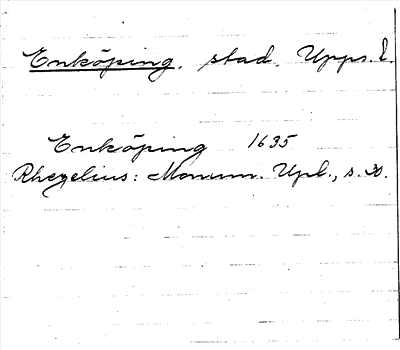 Enköping, stad, Upps. l.
Enköping 1635
Rhezelius: Monum. Upl., s. 30.